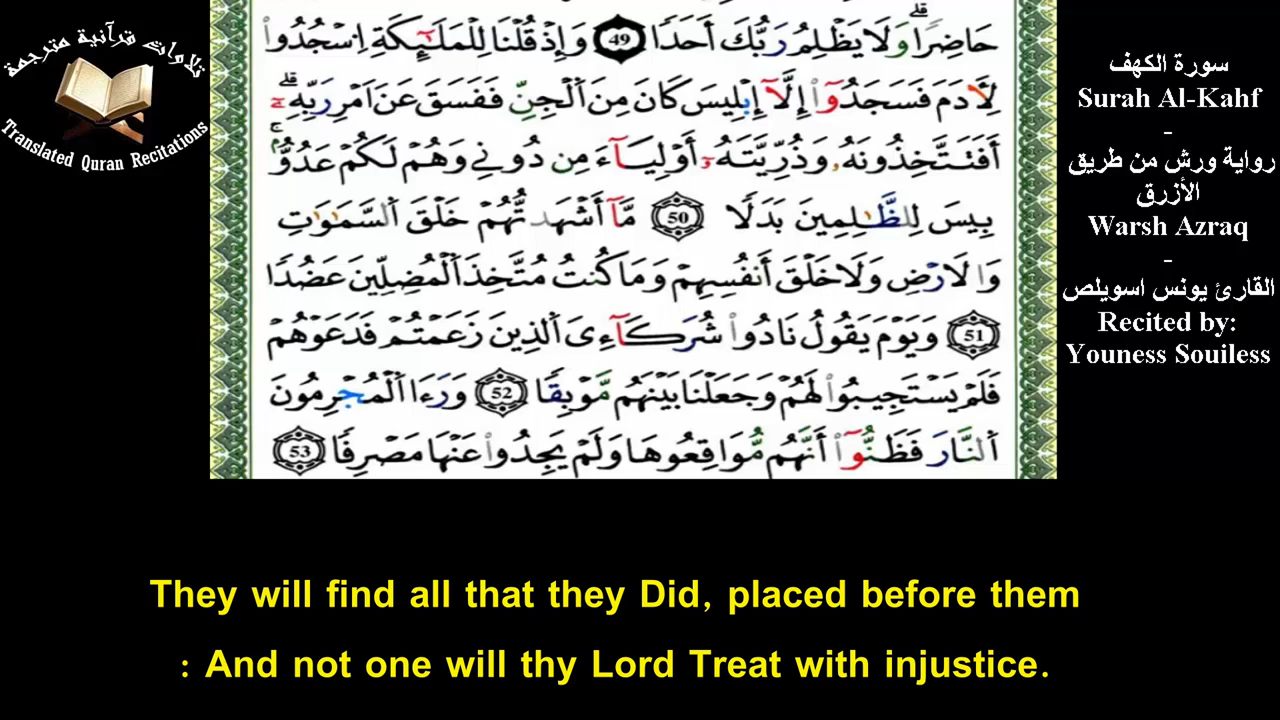 تلاوات قرآنية مترجمة
Translated Quran Recitations
حَاضِرًا وَلَا يَظْلِمُ رَبُّكَ أَحَدًا 49 وَإِذْ قُلْنَا لِلْمَلَٰٓئِكَةِ اِ۟سْجُدُوا۟
لِأٓدَمَ فَسَجَدُوٓا۟ إِلَّآ إِبْلِيسَ كَانَ مِنَ اَ۬لْجِنِّ فَفَسَقَ عَنَ اَمْرِ رَبِّهِۦٓ
أَفَتَتَّخِذُونَهُۥ وَذُرِّيَّتَهُۥٓ أَوْلِيَآءَ مِن دُونِي وَهُمْ لَكُمْ عَدُوُّۢ
بِيسَ لِلظَّٰلِمِينَ بَدَلًا 50 مَّآ أَشْهَدتُّهُمْ خَلْقَ اَ۬لسَّمَٰوَٰتِ
وَالَارْضِ وَلَا خَلْقَ أَنفُسِهِمْ وَمَا كُنتُ مُتَّخِذَ اَ۬لْمُضِلِّينَ عَضُدًا
51 وَيَوْمَ يَقُولُ نَادُوا۟ شُرَكَآءِىَ اَ۬لذِينَ زَعَمْتُمْ فَدَعَوْهُمْ
فَلَمْ يَسْتَجِيبُوا۟ لَهُمْ وَجَعَلْنَا بَيْنَهُم مَّوْبِقًا 52 وَرَءَا اَ۬لْمُجْرِمُونَ
اَ۬لنَّارَ فَظَنُّوٓا۟ أَنَّهُم مُّوَاقِعُوهَا وَلَمْ يَجِدُوا۟ عَنْهَا مَصْرِفًا 53
سورة الكهف
Surah Al-Kahf
-
رواية ورش من طريق
الأزرق
Warsh Azraq
-
القارئ يونس اسويلص
Recited by:
Youness Souiless
They will find all that they Did, placed before them
: And not one will thy Lord Treat with injustice.